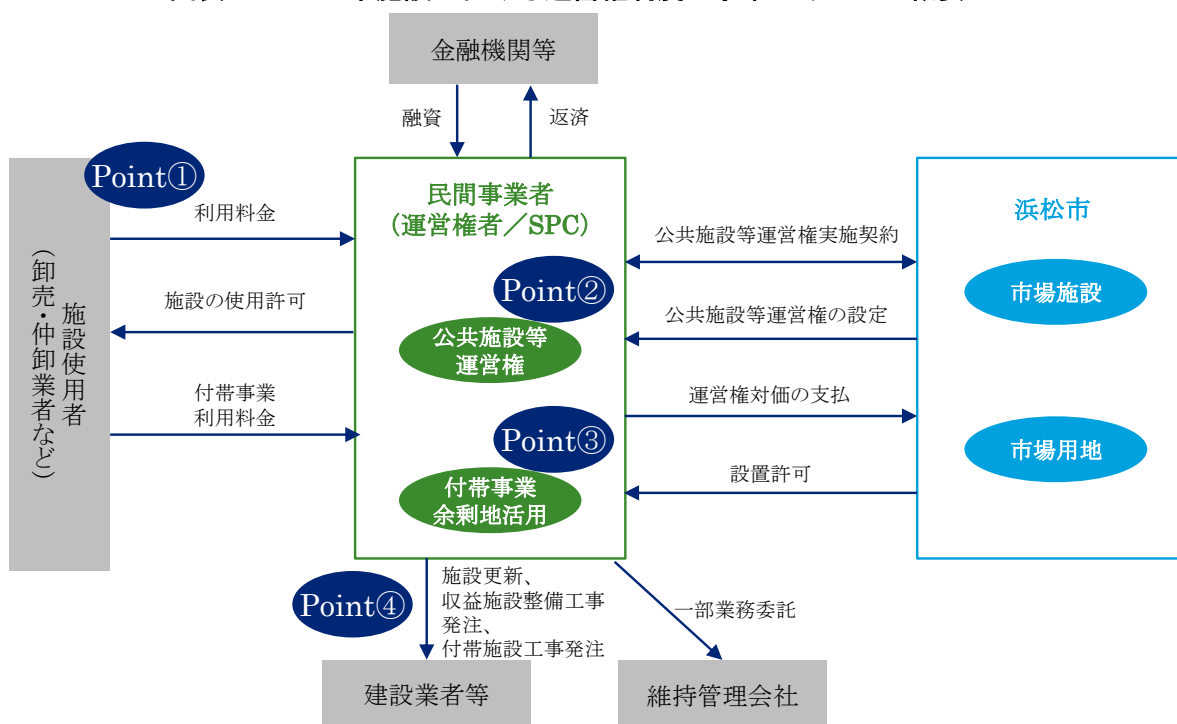 金融機関等
融資
返済
Point①
利用料金
施設の使用許可
付帯事業
利用料金
施設使用者
(卸売・仲卸業者など)
民間事業者
(運営権者/SPC)
Point②
公共施設等
運営権
Point③
付帯事業
余剰地活用
公共施設等運営権実施契約
公共施設等運営権の設定
運営権対価の支払
設置許可
浜松市
市場施設
市場用地
Point④
施設更新、
収益施設整備工事
発注、
付帯施設工事発注
一部業務委託
建設業者等
維持管理会社